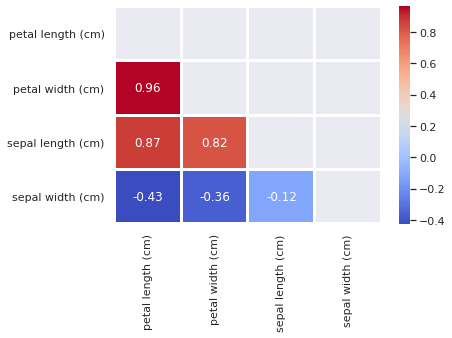 petal length (cm)
petal width (cm)
0.96
sepal length (cm)
0.87 0.82
sepal width (cm)
-0.43 -0.36 -0.12
petal length (cm)
petal width (cm)
sepal length (cm)
sepal width (cm)
0.8
0.6
0.4
0.2
0.0
−0.2
−0.4